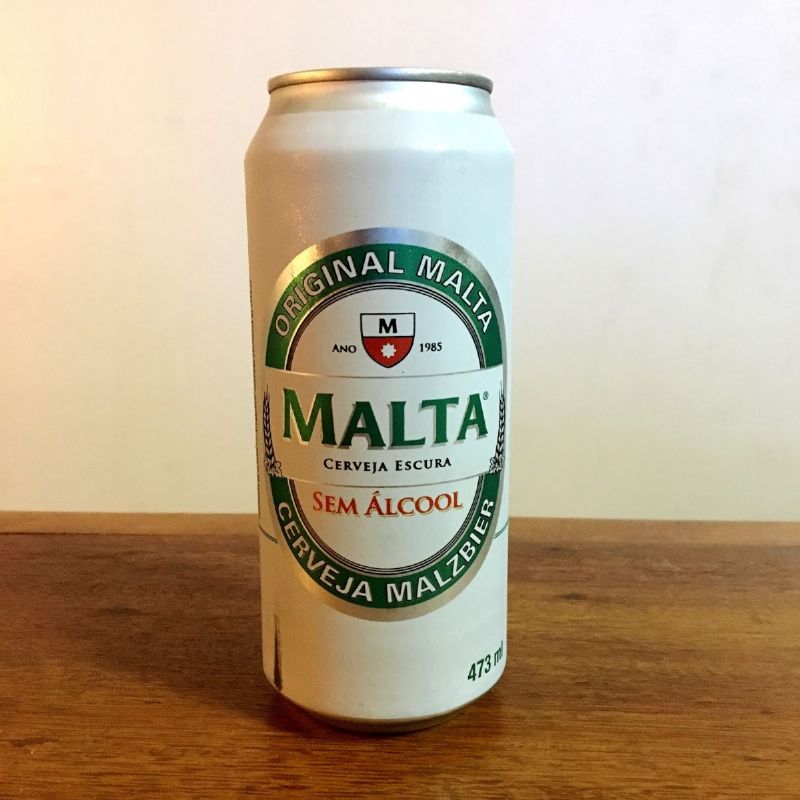 ORIGINAL MALTA
M
ANO 1985
MALTA®
CERVEJA ESCURA
SEM ÁLCOOL
CERVEJA MALZBIER
473 ml